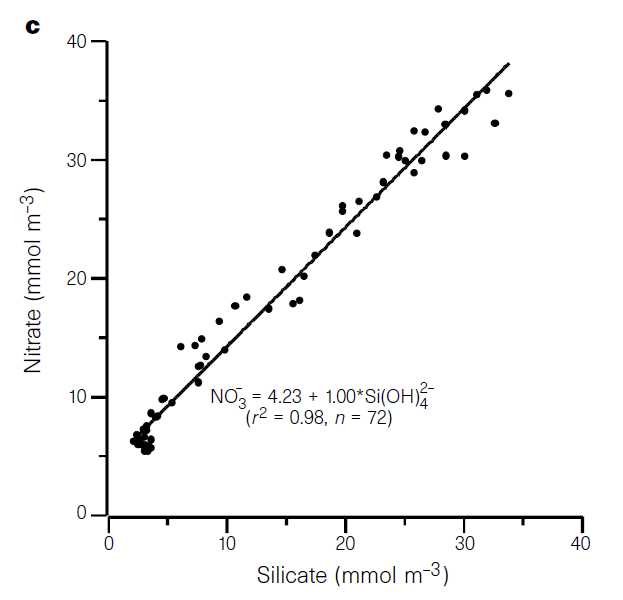 c
40
30
20
10
0
Nitrate (mmol m⁻³)
NO₃⁻ = 4.23 + 1.00*Si(OH)₄²⁻
(r² = 0.98, n = 72)
0 10 20 30 40
Silicate (mmol m⁻³)